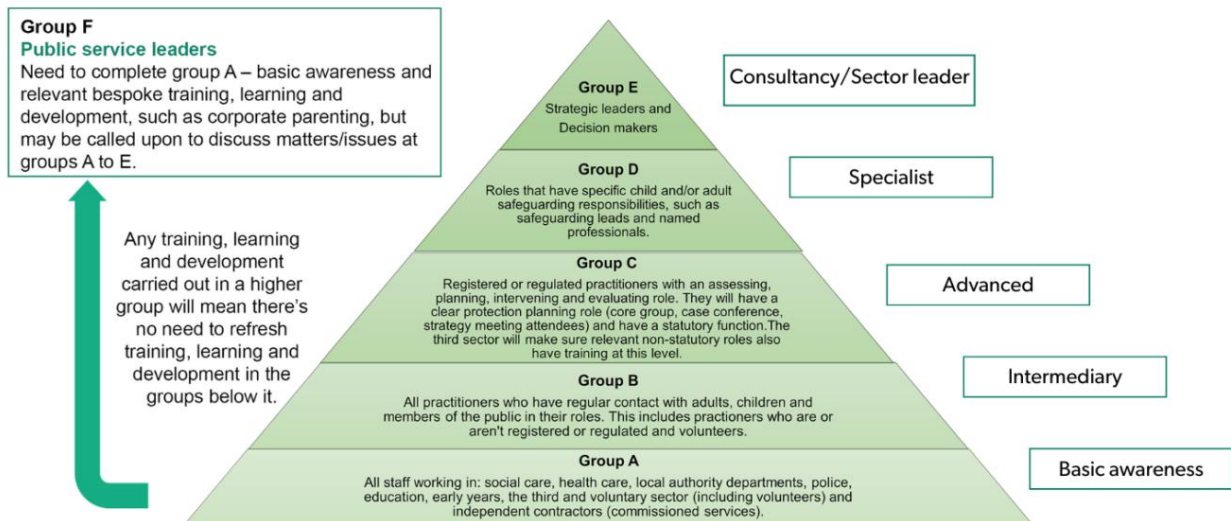 Group F
Public service leaders
Need to complete group A – basic awareness and
relevant bespoke training, learning and
development, such as corporate parenting, but
may be called upon to discuss matters/issues at
groups A to E.
Any training, learning
and development
carried out in a higher
group will mean there's
no need to refresh
training, learning and
development in the
groups below it.
Group E
Strategic leaders and
Decision makers
Consultancy/Sector leader
Group D
Roles that have specific child and/or adult
safeguarding responsibilities, such as
safeguarding leads and named
professionals.
Specialist
Group C
Registered or regulated practitioners with an assessing,
planning, intervening and evaluating role. They will have a
clear protection planning role (core group, case conference,
strategy meeting attendees) and have a statutory function.The
third sector will make sure relevant non-statutory roles also
have training at this level.
Advanced
Group B
All practitioners who have regular contact with adults, children and
members of the public in their roles. This includes practioners who are or
aren't registered or regulated and volunteers.
Intermediary
Group A
All staff working in: social care, health care, local authority departments, police,
education, early years, the third and voluntary sector (including volunteers) and
independent contractors (commissioned services).
Basic awareness